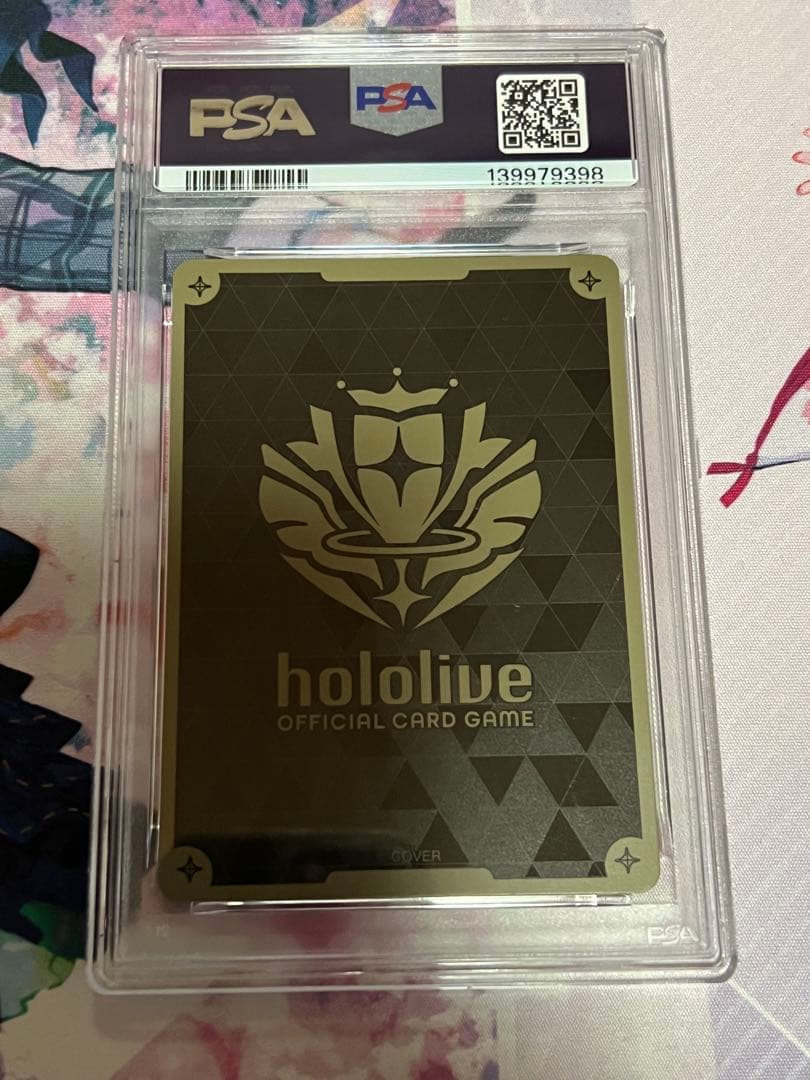 PSA
PSA
139979398
hololive
OFFICIAL CARD GAME
COVER
PSA